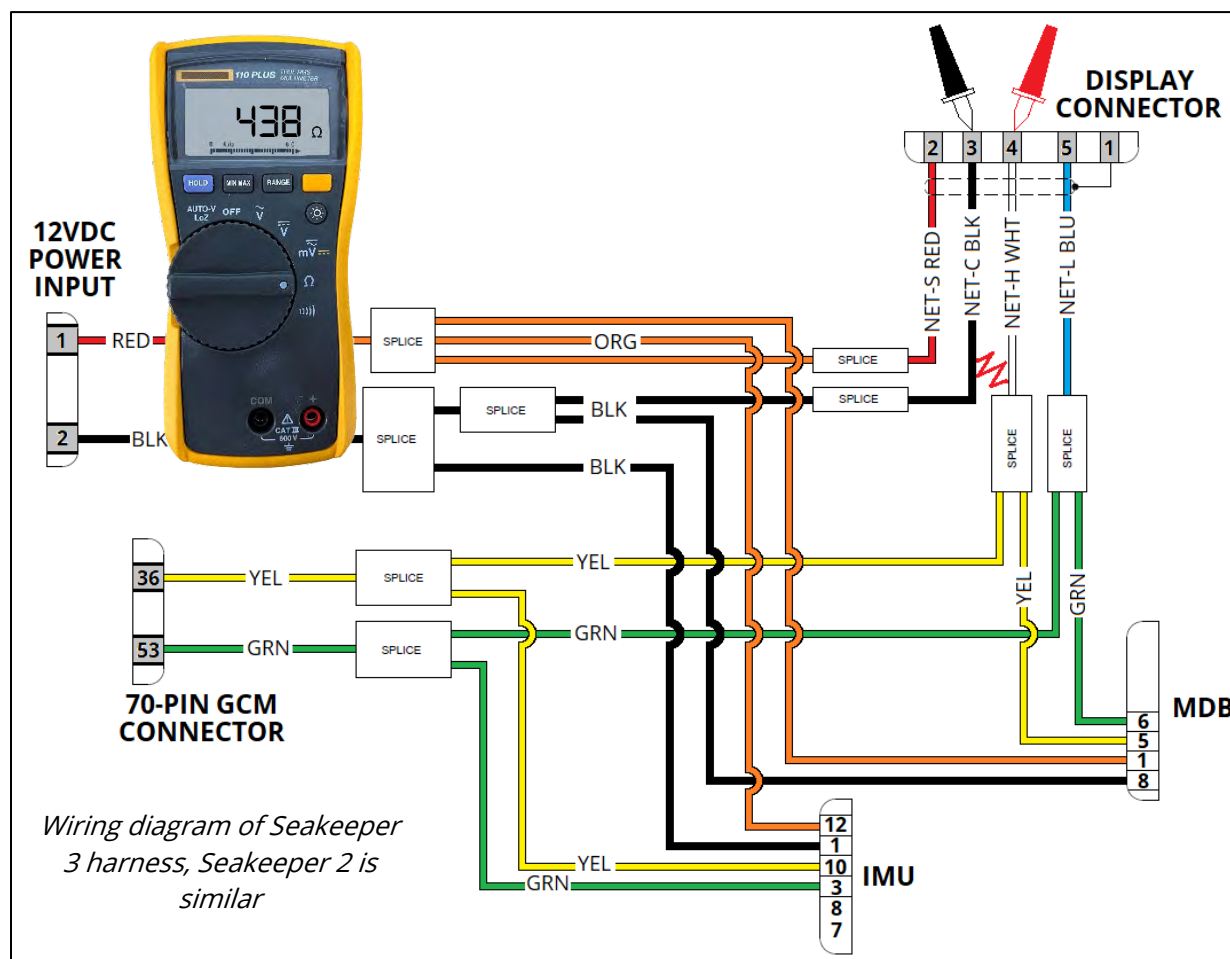 110 PLUS
TRUE RMS
MULTIMETER
438 Ω
HOLD
MIN MAX
RANGE
AUTO-V
LoZ
OFF
V
V
mV
Ω
COM
CAT III
600 V
12VDC
POWER
INPUT
1
RED
2
BLK
SPLICE
ORG
SPLICE
SPLICE
BLK
SPLICE
SPLICE
BLK
DISPLAY
CONNECTOR
2
3
4
5
1
NET-S RED
NET-C BLK
NET-H WHT
NET-L BLU
SPLICE
SPLICE
36
YEL
SPLICE
YEL
YEL
53
GRN
SPLICE
GRN
GRN
70-PIN GCM
CONNECTOR
MDB
6
5
1
8
Wiring diagram of Seakeeper
3 harness, Seakeeper 2 is
similar
12
1
YEL
10
GRN
3
8
7
IMU